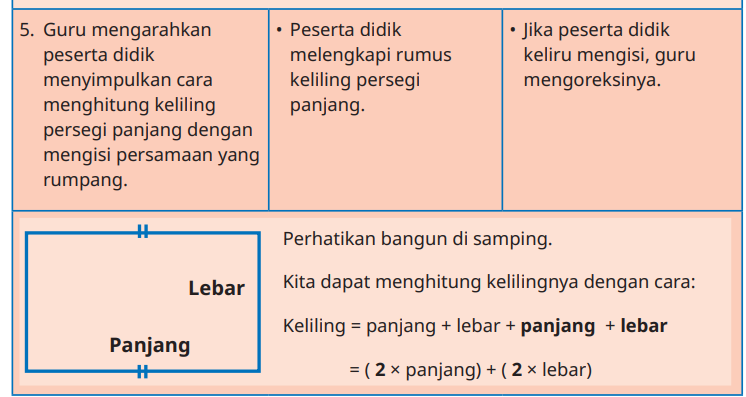 5. Guru mengarahkan
peserta didik
menyimpulkan cara
menghitung keliling
persegi panjang dengan
mengisi persamaan yang
rumpang.
• Peserta didik
melengkapi rumus
keliling persegi
panjang.
• Jika peserta didik
keliru mengisi, guru
mengoreksinya.
Lebar
Panjang
Perhatikan bangun di samping.
Kita dapat menghitung kelilingnya dengan cara:
Keliling = panjang + lebar + panjang + lebar
= ( 2 × panjang) + ( 2 × lebar)